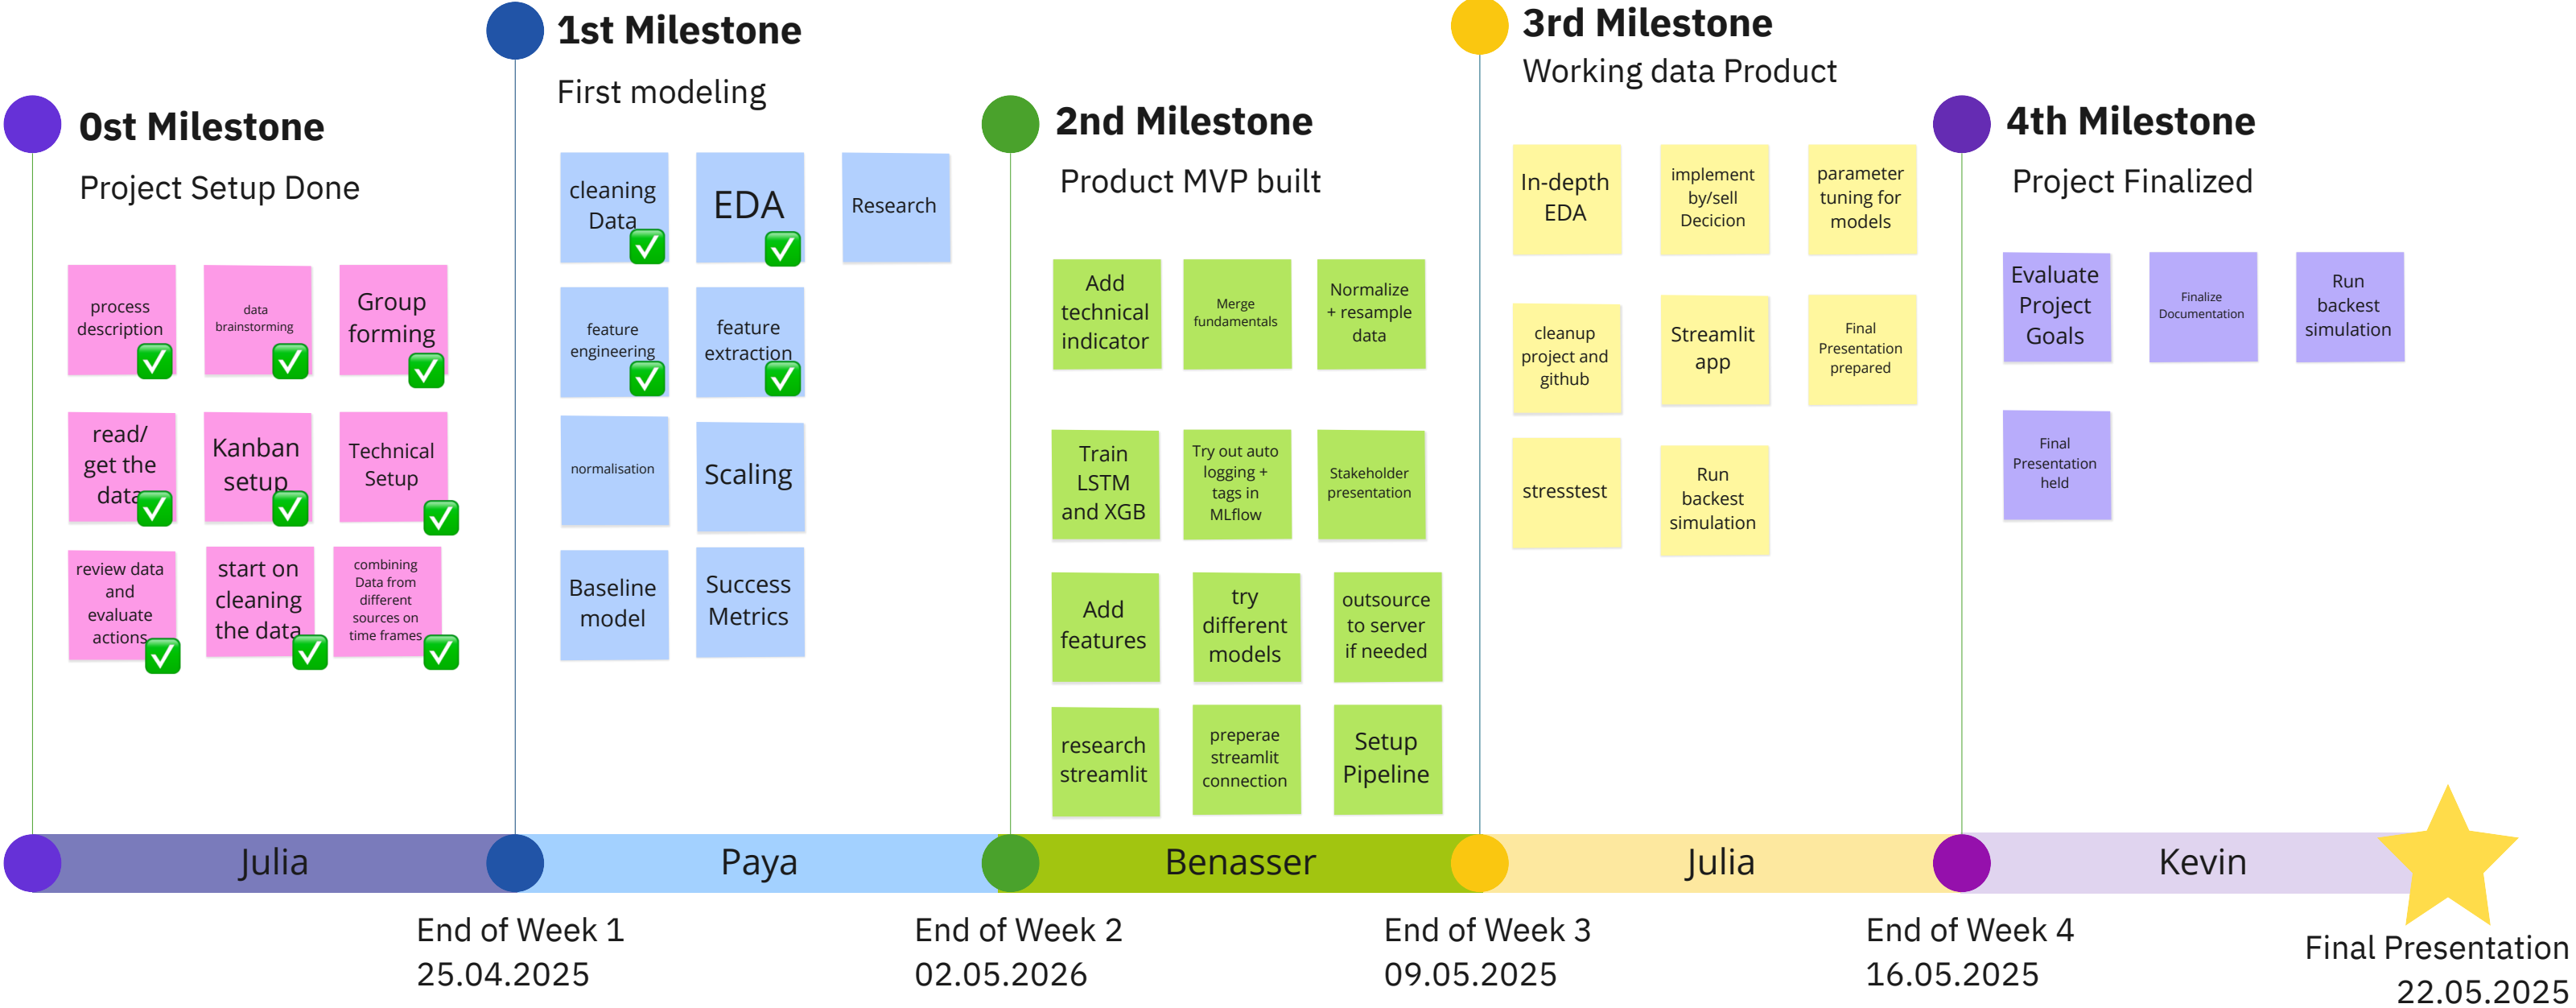 0st Milestone
Project Setup Done
process
description
data
brainstorming
Group
forming
read/
get the
data
Kanban
setup
Technical
Setup
review data
and
evaluate
actions
start on
cleaning
the data
combining
Data from
different
sources on
time frames
1st Milestone
First modeling
cleaning
Data
EDA
Research
feature
engineering
feature
extraction
normalisation
Scaling
Baseline
model
Success
Metrics
2nd Milestone
Product MVP built
Add
technical
indicator
Merge
fundamentals
Normalize
+ resample
data
Train
LSTM
and XGB
Try out auto
logging +
tags in
MLflow
Stakeholder
presentation
Add
features
try
different
models
outsource
to server
if needed
research
streamlit
preperae
streamlit
connection
Setup
Pipeline
3rd Milestone
Working data Product
In-depth
EDA
implement
by/sell
Decicion
parameter
tuning for
models
cleanup
project and
github
Streamlit
app
Final
Presentation
prepared
stresstest
Run
backest
simulation
4th Milestone
Project Finalized
Evaluate
Project
Goals
Finalize
Documentation
Run
backest
simulation
Final
Presentation
held
Julia
Paya
Benasser
Julia
Kevin
End of Week 1
25.04.2025
End of Week 2
02.05.2026
End of Week 3
09.05.2025
End of Week 4
16.05.2025
Final Presentation
22.05.2025